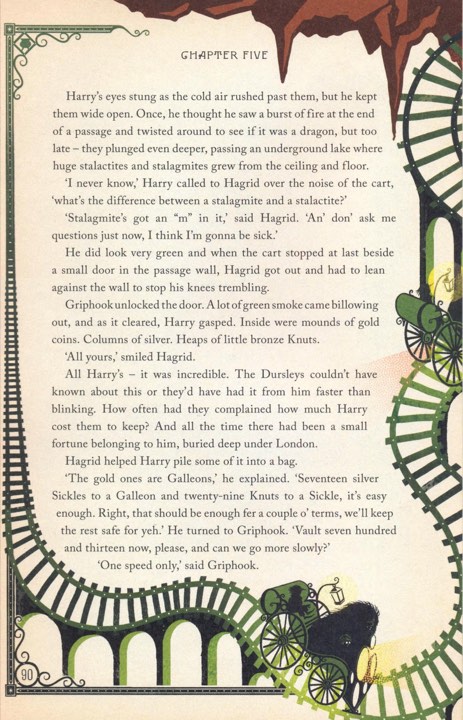 CHAPTER FIVE
Harry's eyes stung as the cold air rushed past them, but he kept
them wide open. Once, he thought he saw a burst of fire at the end
of a passage and twisted around to see if it was a dragon, but too
late – they plunged even deeper, passing an underground lake where
huge stalactites and stalagmites grew from the ceiling and floor.
'I never know,' Harry called to Hagrid over the noise of the cart,
'what's the difference between a stalagmite and a stalactite?'
'Stalagmite's got an "m" in it,' said Hagrid. 'An' don' ask me
questions just now, I think I'm gonna be sick.'
He did look very green and when the cart stopped at last beside
a small door in the passage wall, Hagrid got out and had to lean
against the wall to stop his knees trembling.
Griphook unlocked the door. A lot of green smoke came billowing
out, and as it cleared, Harry gasped. Inside were mounds of gold
coins. Columns of silver. Heaps of little bronze Knuts.
'All yours,' smiled Hagrid.
All Harry's – it was incredible. The Dursleys couldn't have
known about this or they'd have had it from him faster than
blinking. How often had they complained how much Harry
cost them to keep? And all the time there had been a small
fortune belonging to him, buried deep under London.
Hagrid helped Harry pile some of it into a bag.
'The gold ones are Galleons,' he explained. 'Seventeen silver
Sickles to a Galleon and twenty-nine Knuts to a Sickle, it's easy
enough. Right, that should be enough fer a couple o' terms, we'll keep
the rest safe for yeh.' He turned to Griphook. 'Vault seven hundred
and thirteen now, please, and can we go more slowly?'
'One speed only,' said Griphook.
90